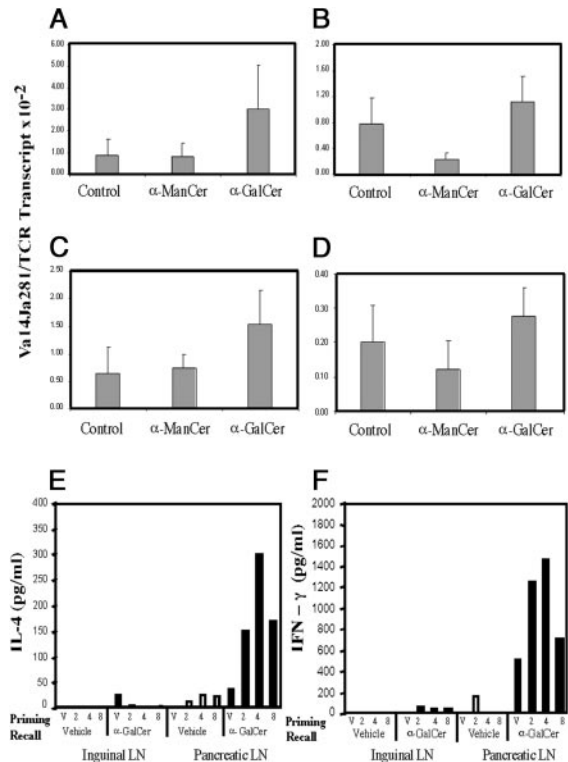 A
B
Va14Ja281/TCR Transcript x10-2
6.00
5.00
4.00
3.00
2.00
1.00
0.00
Control α-ManCer α-GalCer
2.00
1.60
1.20
0.80
0.40
0.00
Control α-ManCer α-GalCer
C
D
2.50
2.00
1.50
1.00
0.50
0.00
Control α-ManCer α-GalCer
0.40
0.30
0.20
0.10
0.00
Control α-ManCer α-GalCer
E
F
IL-4 (pg/ml)
400
350
300
250
200
150
100
50
0
Priming V 2 4 8 V 2 4 8 V 2 4 8 V 2 4 8
Recall Vehicle α-GalCer Vehicle α-GalCer
Inguinal LN Pancreatic LN
IFN – γ (pg/ml)
2000
1800
1600
1400
1200
1000
800
600
400
200
0
Priming V 2 4 8 V 2 4 8 V 2 4 8 V 2 4 8
Recall Vehicle α-GalCer Vehicle α-GalCer
Inguinal LN Pancreatic LN